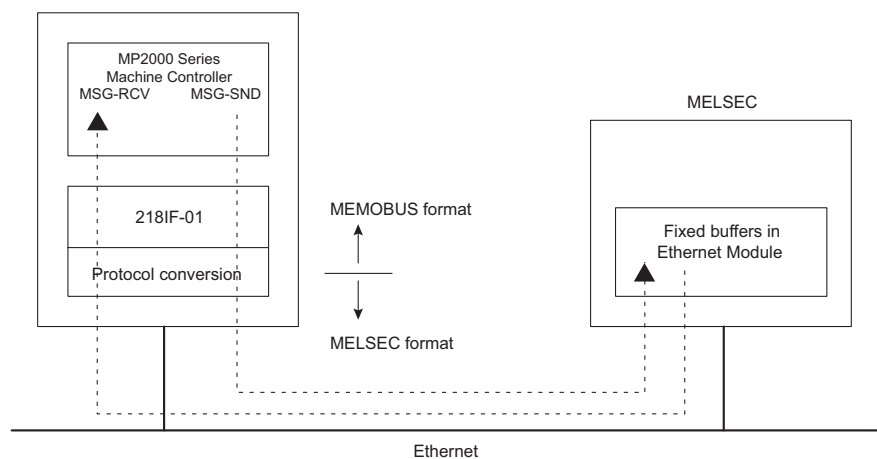 MP2000 Series
Machine Controller
MSG-RCV MSG-SND
218IF-01
Protocol conversion
MEMOBUS format
MELSEC format
MELSEC
Fixed buffers in
Ethernet Module
Ethernet